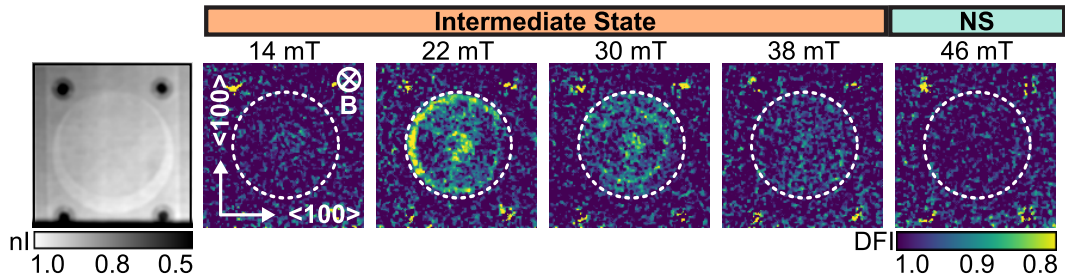 Intermediate State NS
14 mT 22 mT 30 mT 38 mT 46 mT
<100>
B
<100>
nI
1.0 0.8 0.5
DFI
1.0 0.9 0.8